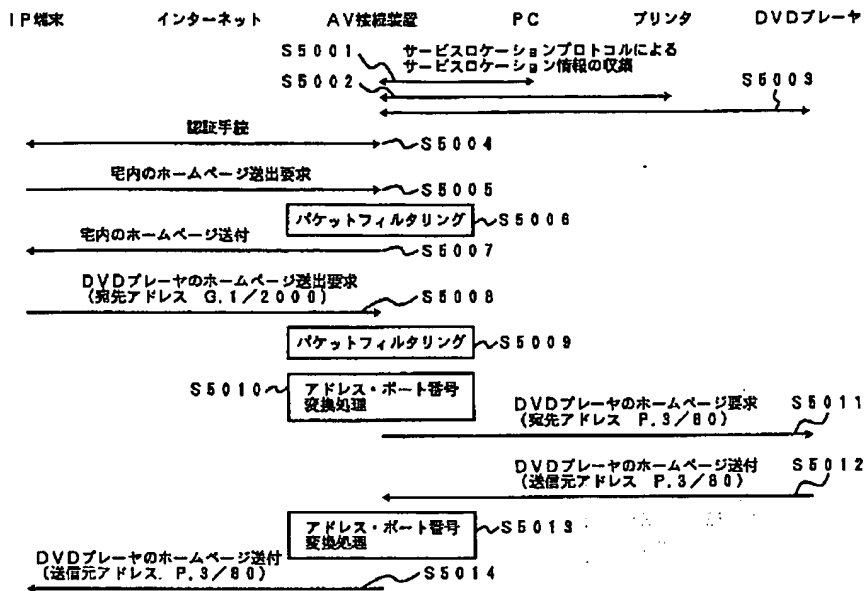 IP端末 インターネット AV接続装置 PC プリンタ DVDプレーヤ
S5001 サービスロケーションプロトコルによる
サービスロケーション情報の収集
S5002
S5003
認証手続
S5004
宅内のホームページ送出要求
S5005
パケットフィルタリング S5006
宅内のホームページ送付
S5007
DVDプレーヤのホームページ送出要求
(宛先アドレス G.1/2000)
S5008
パケットフィルタリング S5009
S5010 アドレス・ポート番号
変換処理
DVDプレーヤのホームページ要求
(宛先アドレス P.3/80)
S5011
DVDプレーヤのホームページ送付
(送信元アドレス P.3/80)
S5012
アドレス・ポート番号
変換処理
S5013
DVDプレーヤのホームページ送付
(送信元アドレス P.3/80)
S5014